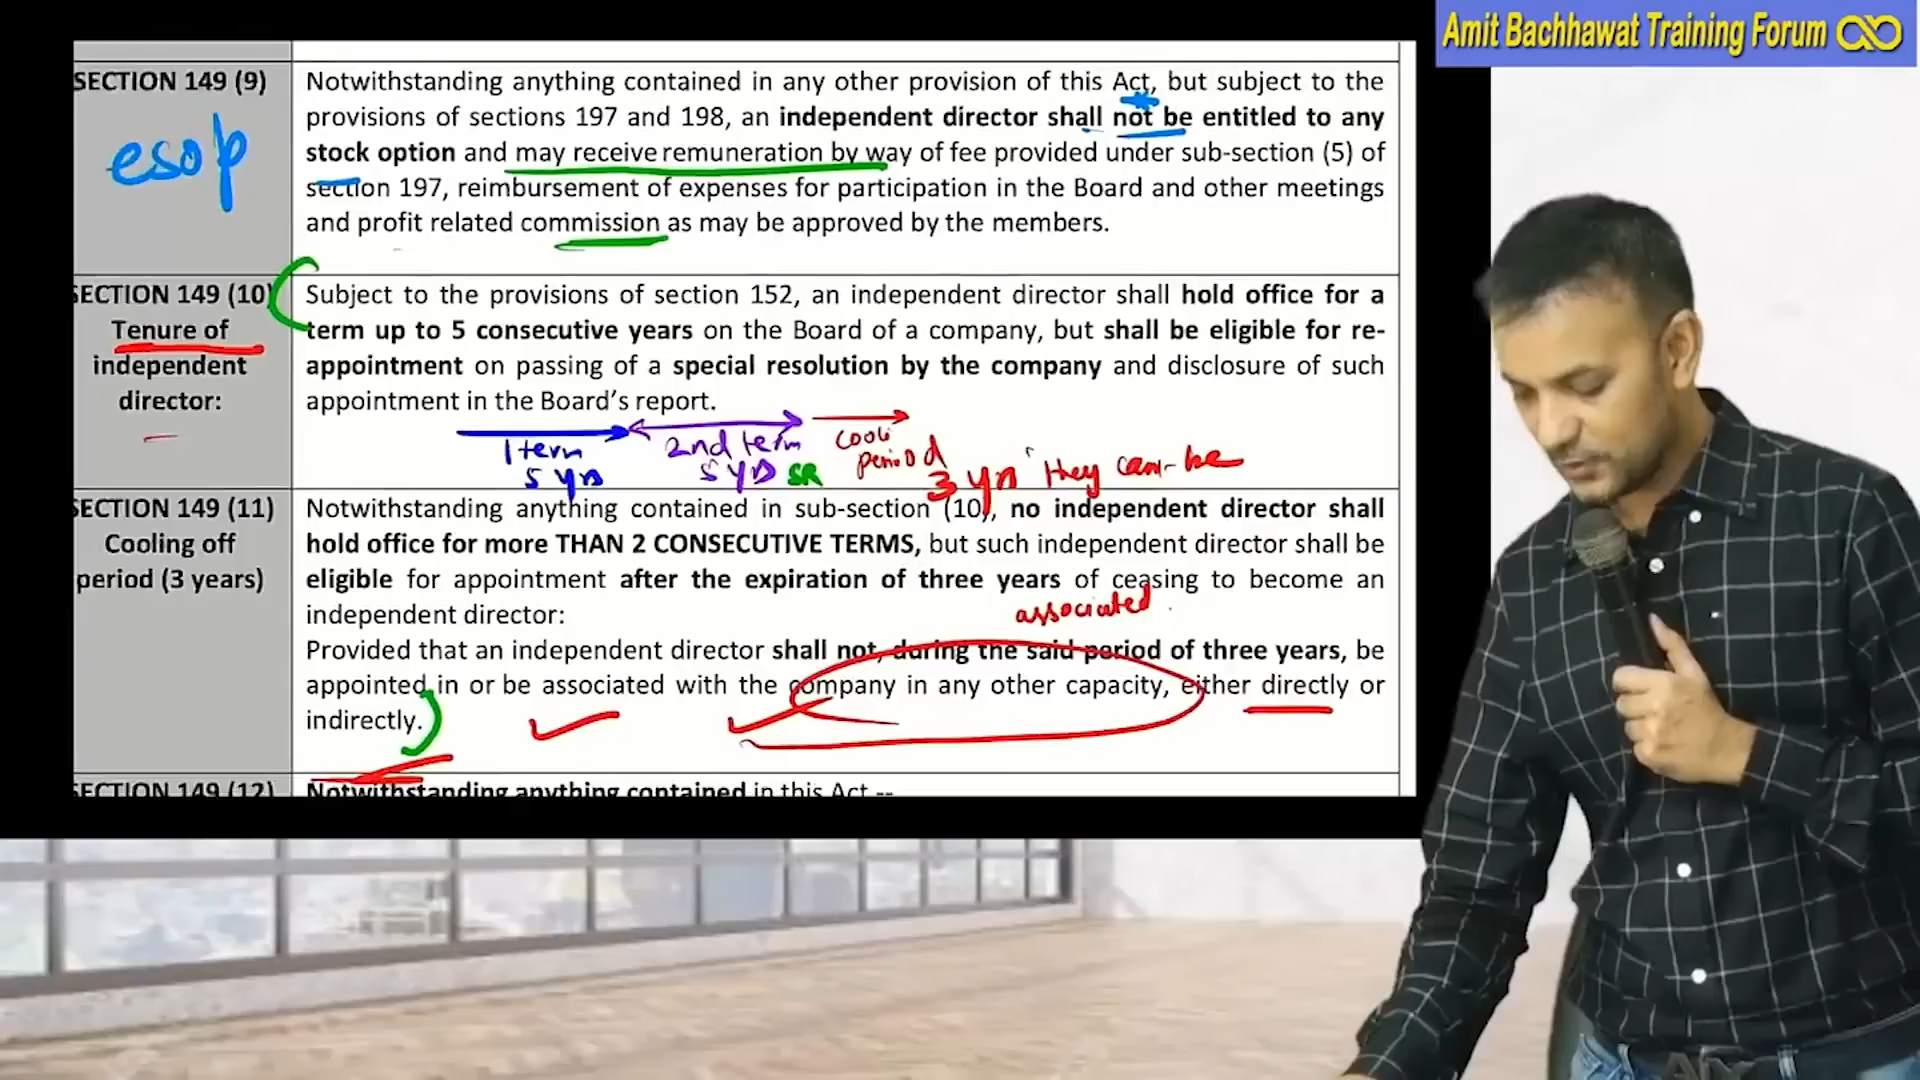 Amit Bachhawat Training Forum
SECTION 149 (9)
esop
Notwithstanding anything contained in any other provision of this Act, but subject to the
provisions of sections 197 and 198, an independent director shall not be entitled to any
stock option and may receive remuneration by way of fee provided under sub-section (5) of
section 197, reimbursement of expenses for participation in the Board and other meetings
and profit related commission as may be approved by the members.
SECTION 149 (10)
Tenure of
independent
director:
Subject to the provisions of section 152, an independent director shall hold office for a
term up to 5 consecutive years on the Board of a company, but shall be eligible for re-
appointment on passing of a special resolution by the company and disclosure of such
appointment in the Board's report.
1 term
5 yrs
2nd term
5 yrs SR
period
3 yrs they can
SECTION 149 (11)
Cooling off
period (3 years)
Notwithstanding anything contained in sub-section (10), no independent director shall
hold office for more THAN 2 CONSECUTIVE TERMS, but such independent director shall be
eligible for appointment after the expiration of three years of ceasing to become an
independent director:
associated
Provided that an independent director shall not, during the said period of three years, be
appointed in or be associated with the company in any other capacity, either directly or
indirectly.
SECTION 149 (12)
Notwithstanding anything contained in this Act --